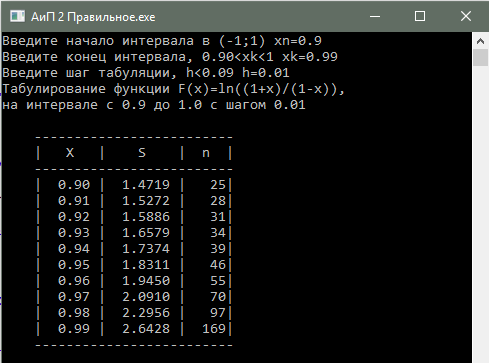 АиП 2 Правильное.exe
Введите начало интервала в (-1;1) xn=0.9
Введите конец интервала, 0.90<xk<1 xk=0.99
Введите шаг табуляции, h<0.09 h=0.01
Табулирование функции F(x)=ln((1+x)/(1-x)),
на интервале с 0.9 до 1.0 с шагом 0.01
-------------------------
|   X   |    S    |  n  |
-------------------------
|  0.90 |  1.4719 |   25|
|  0.91 |  1.5272 |   28|
|  0.92 |  1.5886 |   31|
|  0.93 |  1.6579 |   34|
|  0.94 |  1.7374 |   39|
|  0.95 |  1.8311 |   46|
|  0.96 |  1.9450 |   55|
|  0.97 |  2.0910 |   70|
|  0.98 |  2.2956 |   97|
|  0.99 |  2.6428 |  169|
-------------------------